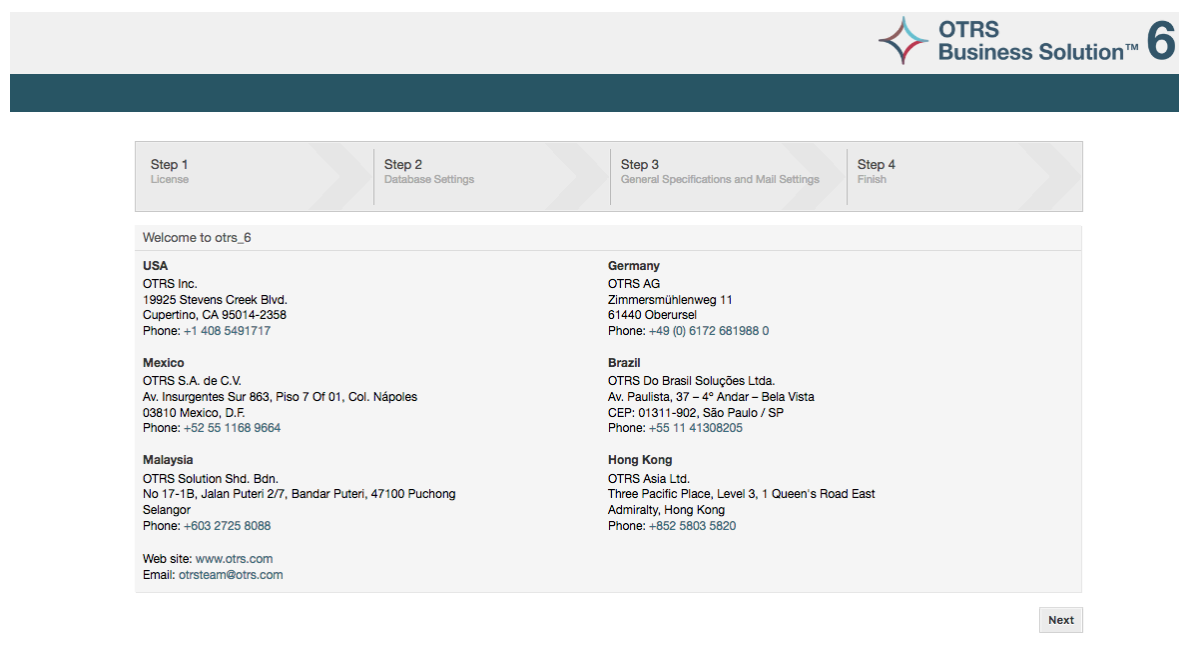 OTRS
Business Solution™ 6
Step 1
License
Step 2
Database Settings
Step 3
General Specifications and Mail Settings
Step 4
Finish
Welcome to otrs_6
USA
OTRS Inc.
19925 Stevens Creek Blvd.
Cupertino, CA 95014-2358
Phone: +1 408 5491717
Germany
OTRS AG
Zimmersmühlenweg 11
61440 Oberursel
Phone: +49 (0) 6172 681988 0
Mexico
OTRS S.A. de C.V.
Av. Insurgentes Sur 863, Piso 7 Of 01, Col. Nápoles
03810 Mexico, D.F.
Phone: +52 55 1168 9664
Brazil
OTRS Do Brasil Soluções Ltda.
Av. Paulista, 37 – 4º Andar – Bela Vista
CEP: 01311-902, São Paulo / SP
Phone: +55 11 41308205
Malaysia
OTRS Solution Shd. Bdn.
No 17-1B, Jalan Puteri 2/7, Bandar Puteri, 47100 Puchong
Selangor
Phone: +603 2725 8088
Hong Kong
OTRS Asia Ltd.
Three Pacific Place, Level 3, 1 Queen's Road East
Admiralty, Hong Kong
Phone: +852 5803 5820
Web site: www.otrs.com
Email: otrsteam@otrs.com
Next